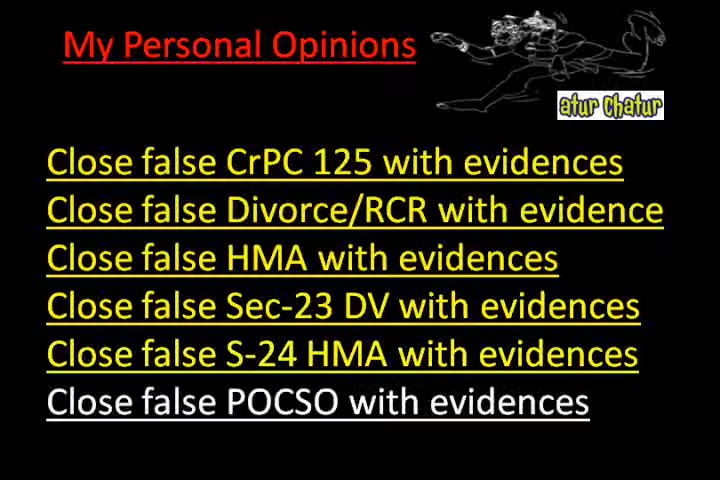 My Personal Opinions
atur chatur
Close false CrPC 125 with evidences
Close false Divorce/RCR with evidence
Close false HMA with evidences
Close false Sec-23 DV with evidences
Close false S-24 HMA with evidences
Close false POCSO with evidences